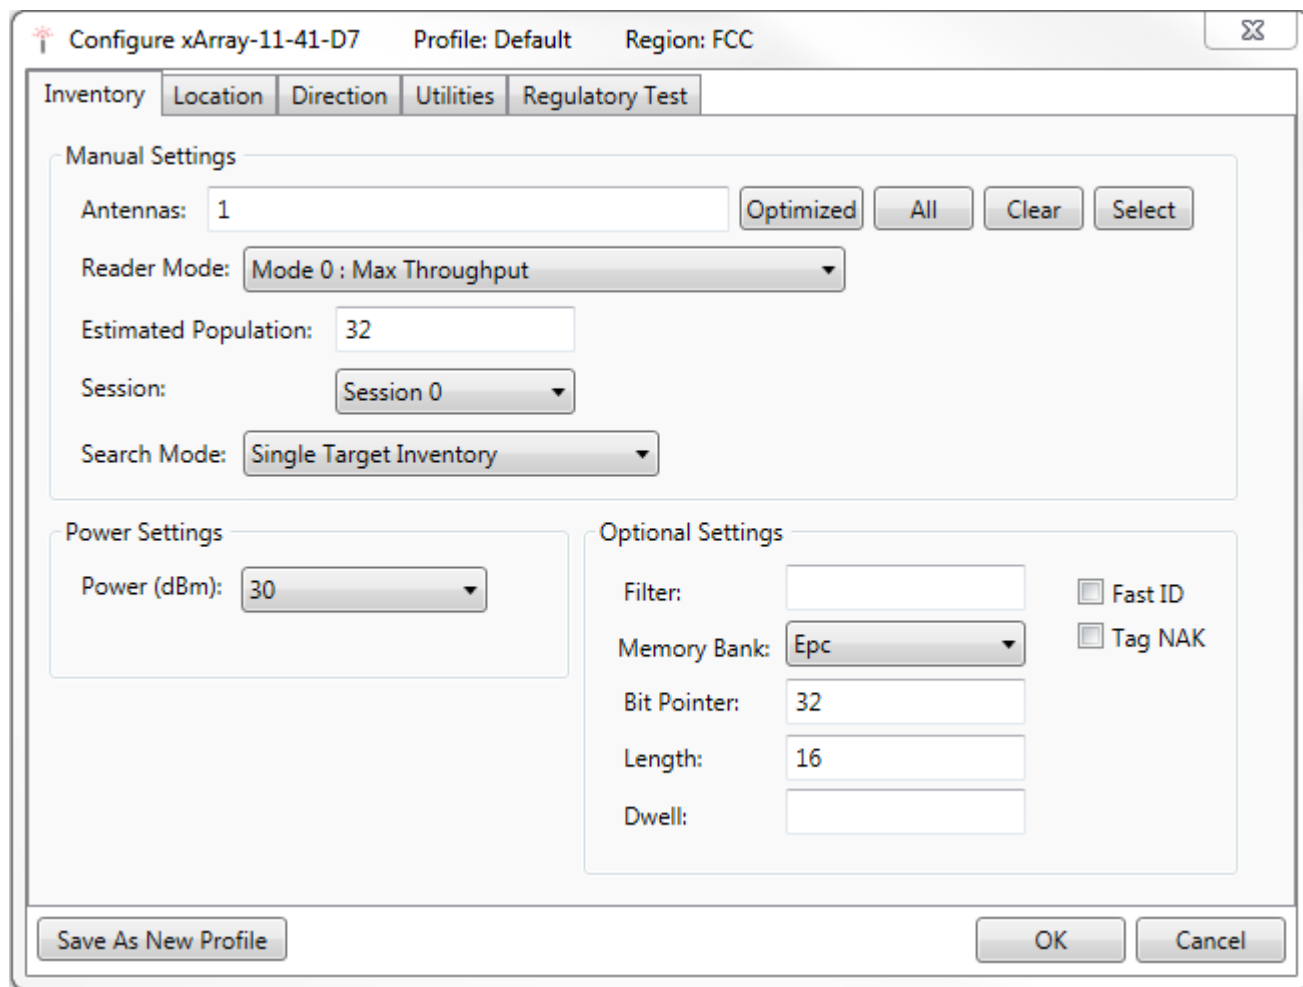 Configure xArray-11-41-D7 Profile: Default Region: FCC
Inventory Location Direction Utilities Regulatory Test
Manual Settings
Antennas: 1 Optimized All Clear Select
Reader Mode: Mode 0 : Max Throughput
Estimated Population: 32
Session: Session 0
Search Mode: Single Target Inventory
Power Settings
Power (dBm): 30
Optional Settings
Filter: Fast ID
Memory Bank: Epc Tag NAK
Bit Pointer: 32
Length: 16
Dwell:
Save As New Profile OK Cancel